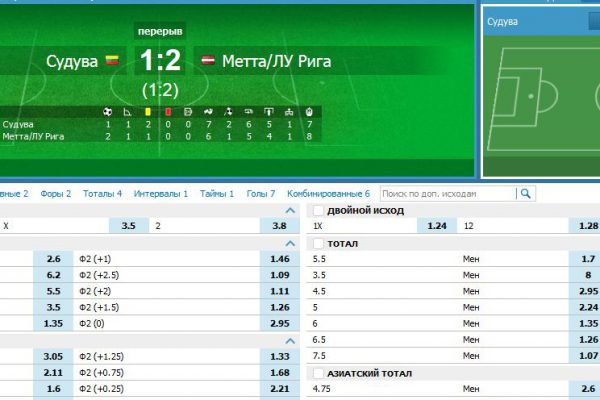 перерыв
Судува 1:2 Метта/ЛУ Рига
(1:2)
Судува 1 1 2 0 0 7 2 6 5 1 7
Метта/ЛУ Рига 2 1 1 0 0 6 1 5 4 1 8
Судува
вные 2 Форы 2 Тоталы 4 Интервалы 1 Таймы 1 Голы 7 Комбинированные 6 Поиск по доп. исходам
X 3.5 2 3.8
2.6 Ф2 (+1) 1.46
6.2 Ф2 (+2.5) 1.09
5.5 Ф2 (+2) 1.11
3.5 Ф2 (+1.5) 1.26
1.35 Ф2 (0) 2.95
3.05 Ф2 (+1.25) 1.33
2.11 Ф2 (+0.75) 1.68
1.6 Ф2 (+0.25) 2.21
ДВОЙНОЙ ИСХОД
1X 1.24 12 1.28
ТОТАЛ
5.5 Мен 1.7
3.5 Мен 8
4.5 Мен 2.95
5 Мен 2.24
6 Мен 1.35
6.5 Мен 1.26
7.5 Мен 1.07
АЗИАТСКИЙ ТОТАЛ
4.75 Мен 2.6